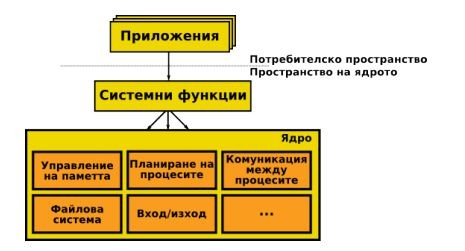 Приложения
Потребителско пространство
Пространство на ядрото
Системни функции
Ядро
Управление
на паметта
Планиране на
процесите
Комуникация
между
процесите
Файлова
система
Вход/изход
...